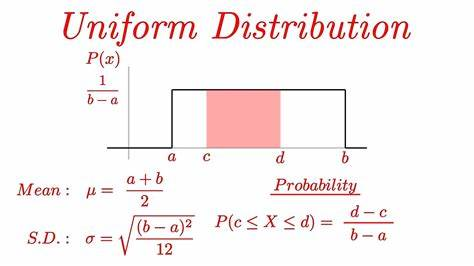 Uniform Distribution
P(x)
1/(b − a)
a c d b
Mean : μ = (a + b)/2
S.D. : σ = √((b − a)²/12)
Probability
P(c ≤ X ≤ d) = (d − c)/(b − a)